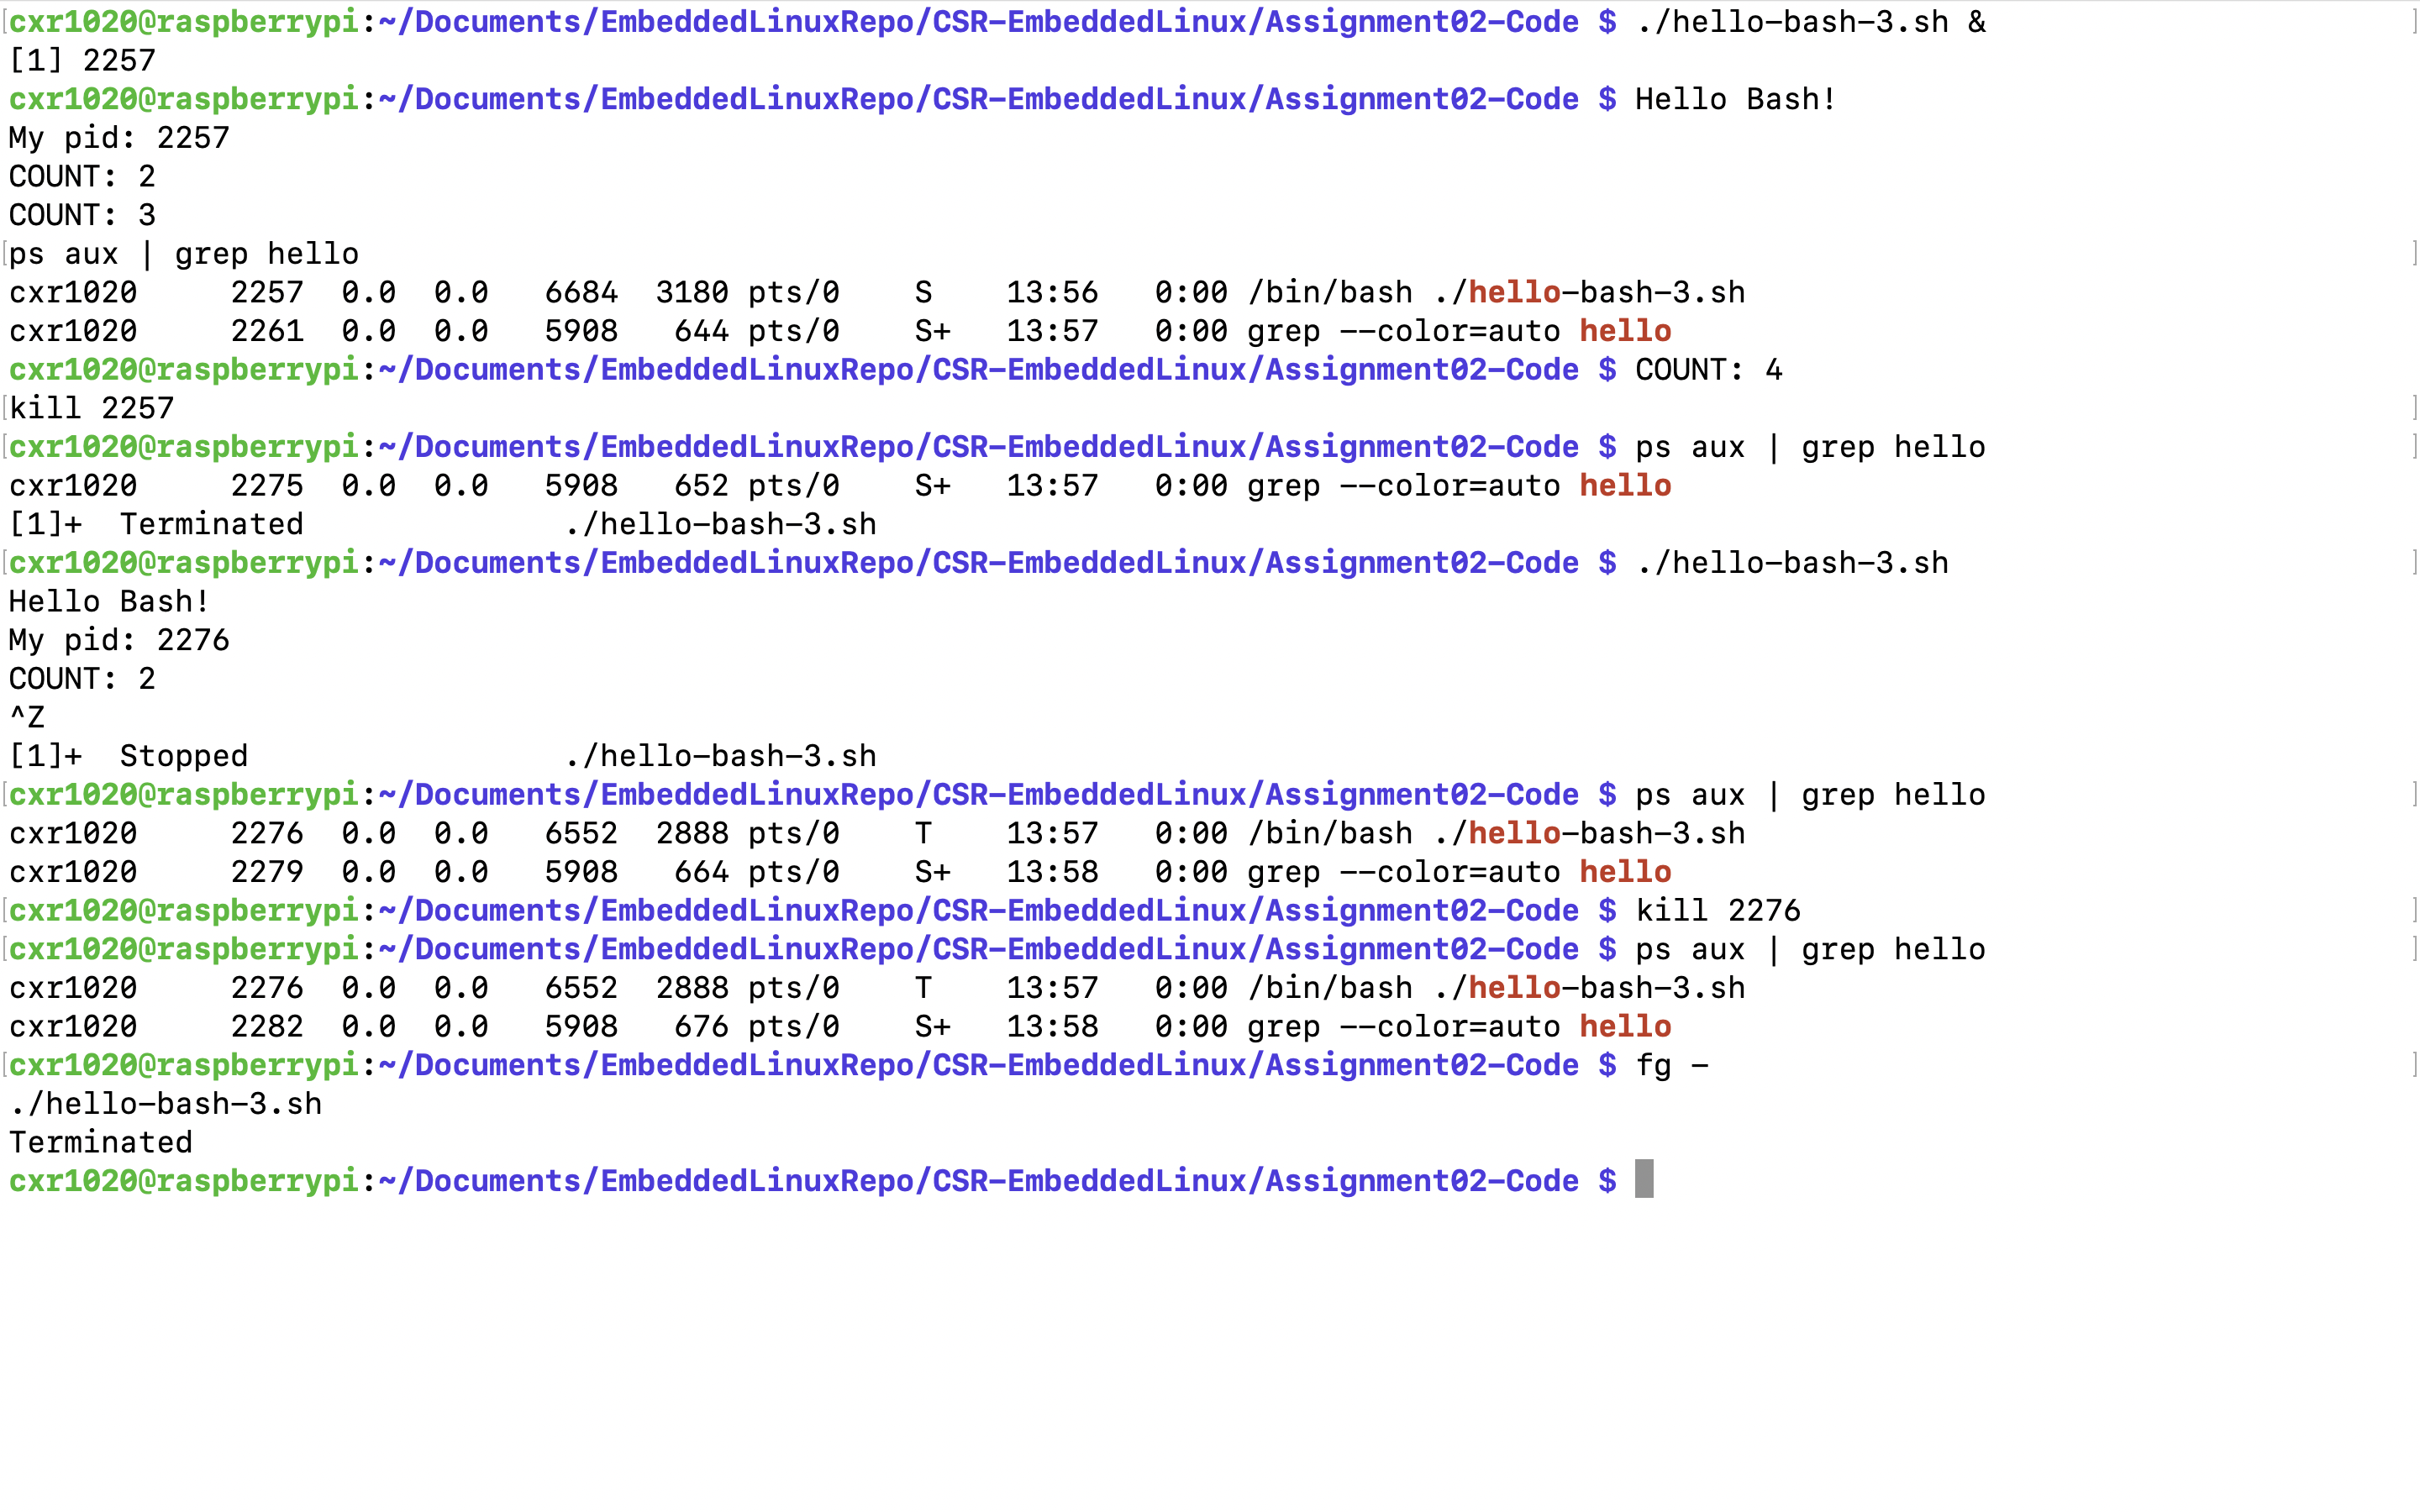 cxr1020@raspberrypi:~/Documents/EmbeddedLinuxRepo/CSR-EmbeddedLinux/Assignment02-Code $ ./hello-bash-3.sh &
[1] 2257
cxr1020@raspberrypi:~/Documents/EmbeddedLinuxRepo/CSR-EmbeddedLinux/Assignment02-Code $ Hello Bash!
My pid: 2257
COUNT: 2
COUNT: 3
ps aux | grep hello
cxr1020     2257  0.0  0.0   6684  3180 pts/0    S    13:56   0:00 /bin/bash ./hello-bash-3.sh
cxr1020     2261  0.0  0.0   5908   644 pts/0    S+   13:57   0:00 grep --color=auto hello
cxr1020@raspberrypi:~/Documents/EmbeddedLinuxRepo/CSR-EmbeddedLinux/Assignment02-Code $ COUNT: 4
kill 2257
cxr1020@raspberrypi:~/Documents/EmbeddedLinuxRepo/CSR-EmbeddedLinux/Assignment02-Code $ ps aux | grep hello
cxr1020     2275  0.0  0.0   5908   652 pts/0    S+   13:57   0:00 grep --color=auto hello
[1]+  Terminated              ./hello-bash-3.sh
cxr1020@raspberrypi:~/Documents/EmbeddedLinuxRepo/CSR-EmbeddedLinux/Assignment02-Code $ ./hello-bash-3.sh
Hello Bash!
My pid: 2276
COUNT: 2
^Z
[1]+  Stopped                 ./hello-bash-3.sh
cxr1020@raspberrypi:~/Documents/EmbeddedLinuxRepo/CSR-EmbeddedLinux/Assignment02-Code $ ps aux | grep hello
cxr1020     2276  0.0  0.0   6552  2888 pts/0    T    13:57   0:00 /bin/bash ./hello-bash-3.sh
cxr1020     2279  0.0  0.0   5908   664 pts/0    S+   13:58   0:00 grep --color=auto hello
cxr1020@raspberrypi:~/Documents/EmbeddedLinuxRepo/CSR-EmbeddedLinux/Assignment02-Code $ kill 2276
cxr1020@raspberrypi:~/Documents/EmbeddedLinuxRepo/CSR-EmbeddedLinux/Assignment02-Code $ ps aux | grep hello
cxr1020     2276  0.0  0.0   6552  2888 pts/0    T    13:57   0:00 /bin/bash ./hello-bash-3.sh
cxr1020     2282  0.0  0.0   5908   676 pts/0    S+   13:58   0:00 grep --color=auto hello
cxr1020@raspberrypi:~/Documents/EmbeddedLinuxRepo/CSR-EmbeddedLinux/Assignment02-Code $ fg -
./hello-bash-3.sh
Terminated
cxr1020@raspberrypi:~/Documents/EmbeddedLinuxRepo/CSR-EmbeddedLinux/Assignment02-Code $